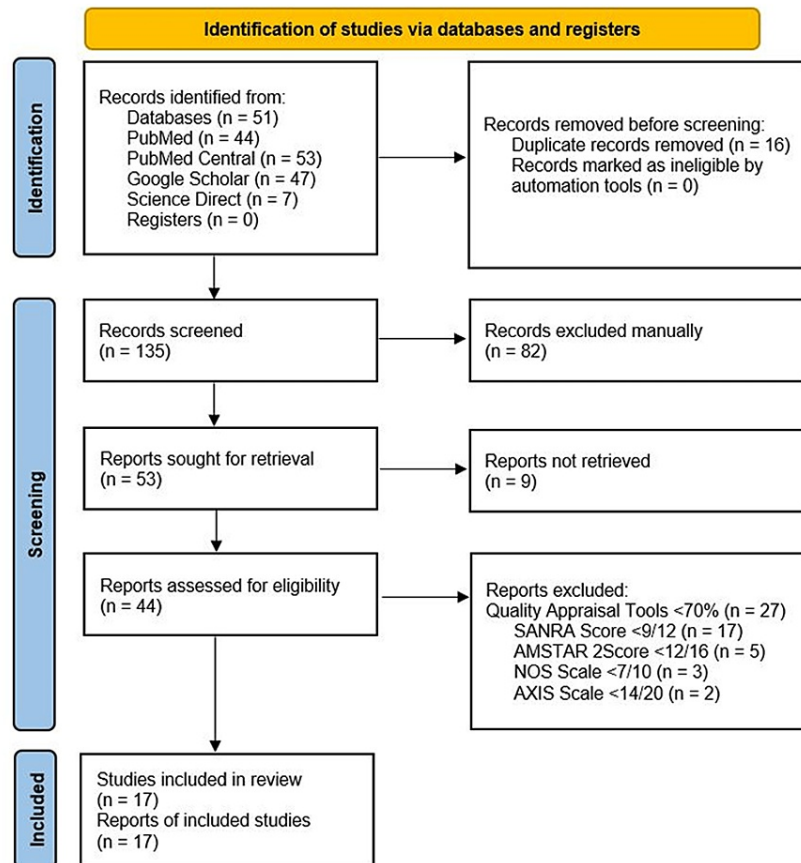 Identification of studies via databases and registers
Identification
Records identified from:
Databases (n = 51)
PubMed (n = 44)
PubMed Central (n = 53)
Google Scholar (n = 47)
Science Direct (n = 7)
Registers (n = 0)
Records removed before screening:
Duplicate records removed (n = 16)
Records marked as ineligible by
automation tools (n = 0)
Screening
Records screened
(n = 135)
Records excluded manually
(n = 82)
Reports sought for retrieval
(n = 53)
Reports not retrieved
(n = 9)
Reports assessed for eligibility
(n = 44)
Reports excluded:
Quality Appraisal Tools <70% (n = 27)
SANRA Score <9/12 (n = 17)
AMSTAR 2Score <12/16 (n = 5)
NOS Scale <7/10 (n = 3)
AXIS Scale <14/20 (n = 2)
Included
Studies included in review
(n = 17)
Reports of included studies
(n = 17)